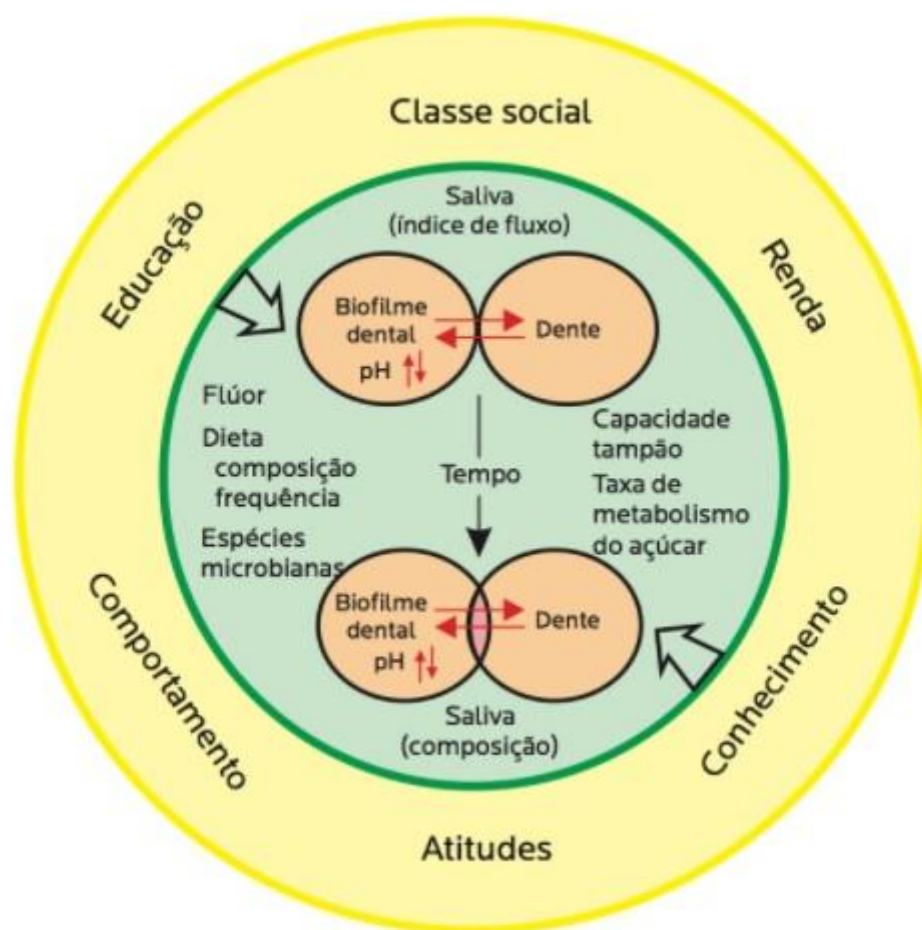 Classe social
Educação
Renda
Saliva
(índice de fluxo)
Biofilme
dental
pH
Dente
Flúor
Dieta
composição
frequência
Espécies
microbianas
Tempo
Capacidade
tampão
Taxa de
metabolismo
do açúcar
Biofilme
dental
pH
Dente
Saliva
(composição)
Comportamento
Conhecimento
Atitudes